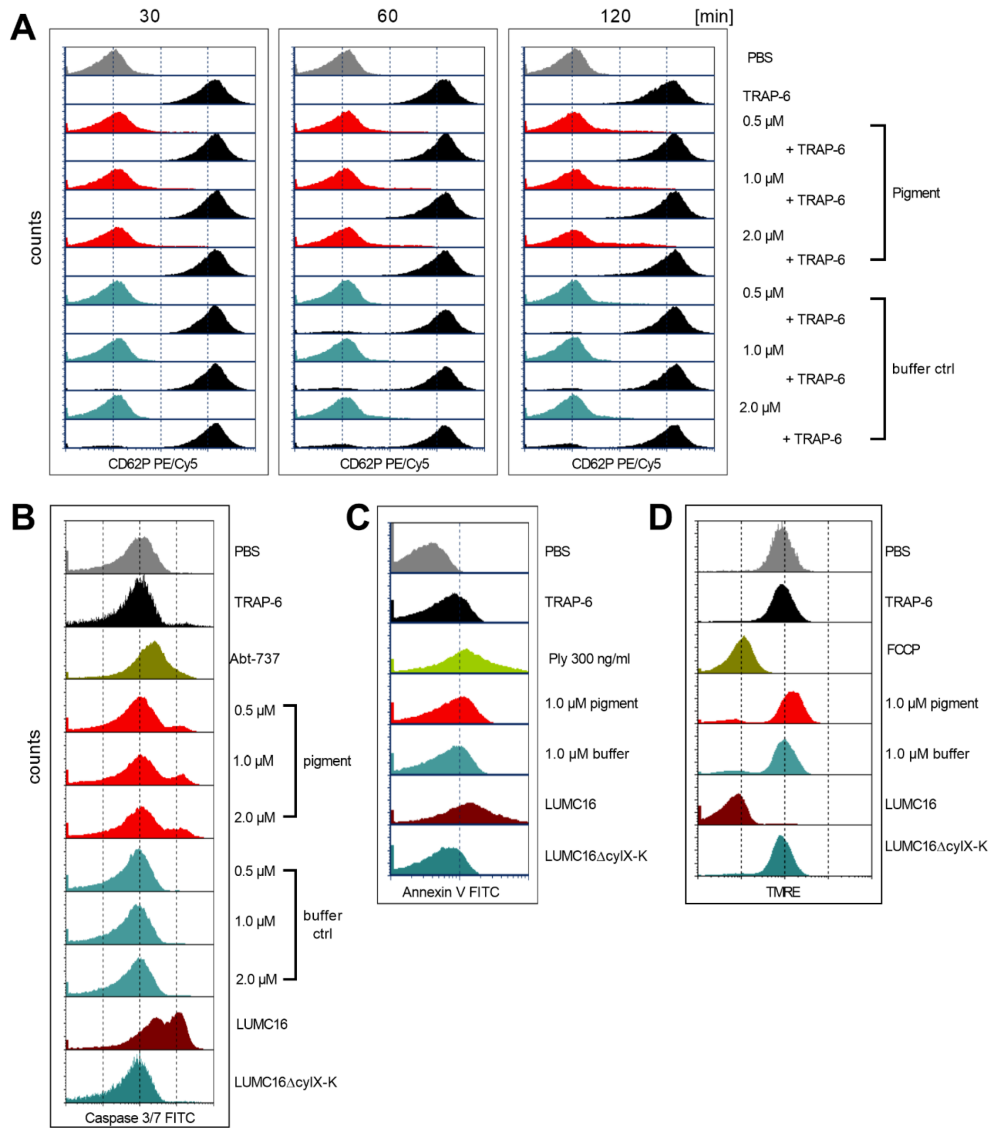 A
30
60
120
[min]
PBS
TRAP-6
0.5 µM
+ TRAP-6
1.0 µM
+ TRAP-6
2.0 µM
+ TRAP-6
Pigment
0.5 µM
+ TRAP-6
1.0 µM
+ TRAP-6
2.0 µM
+ TRAP-6
buffer ctrl
counts
CD62P PE/Cy5
CD62P PE/Cy5
CD62P PE/Cy5
B
PBS
TRAP-6
Abt-737
0.5 µM
1.0 µM
2.0 µM
pigment
0.5 µM
1.0 µM
2.0 µM
buffer
ctrl
LUMC16
LUMC16ΔcylX-K
counts
Caspase 3/7 FITC
C
PBS
TRAP-6
Ply 300 ng/ml
1.0 µM pigment
1.0 µM buffer
LUMC16
LUMC16ΔcylX-K
Annexin V FITC
D
PBS
TRAP-6
FCCP
1.0 µM pigment
1.0 µM buffer
LUMC16
LUMC16ΔcylX-K
TMRE